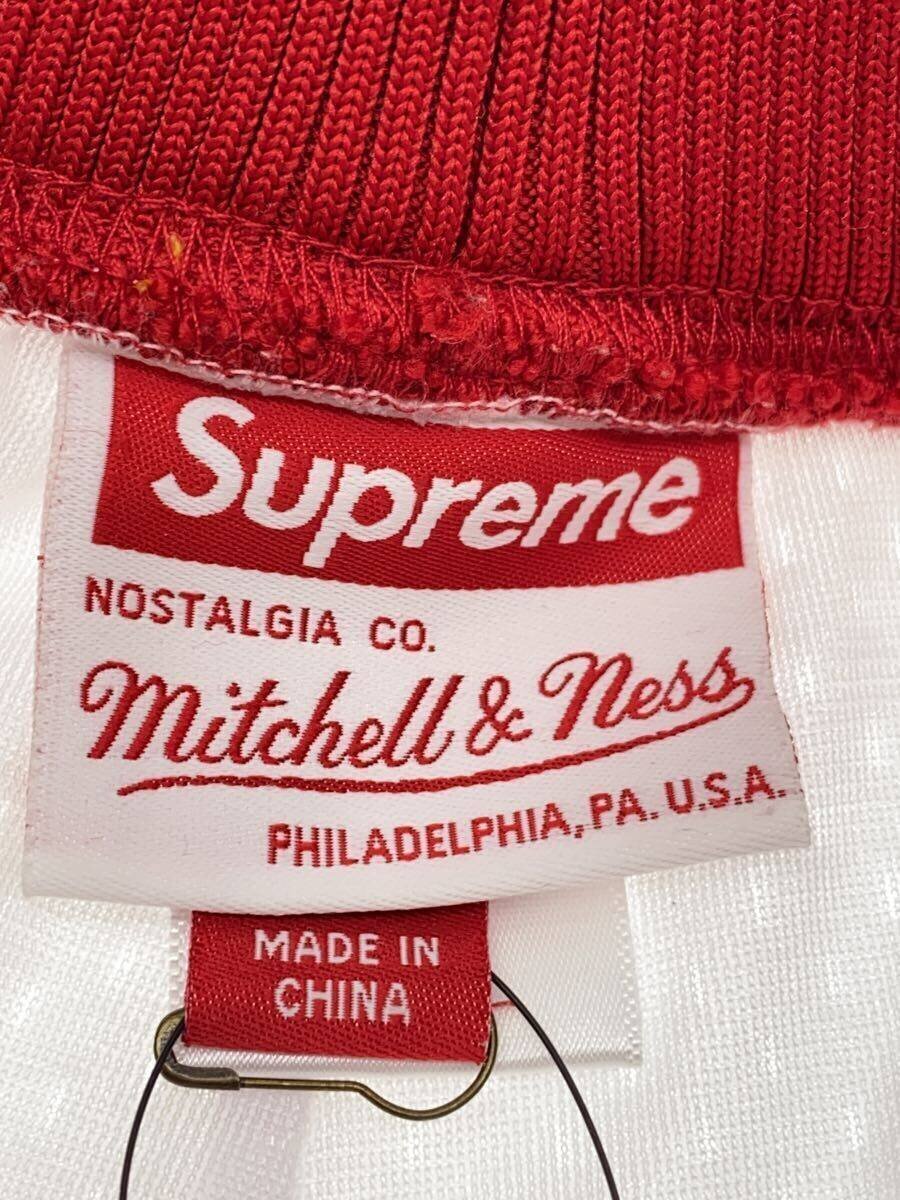 Supreme
NOSTALGIA CO.
Mitchell & Ness
PHILADELPHIA, PA. U.S.A.
MADE IN
CHINA